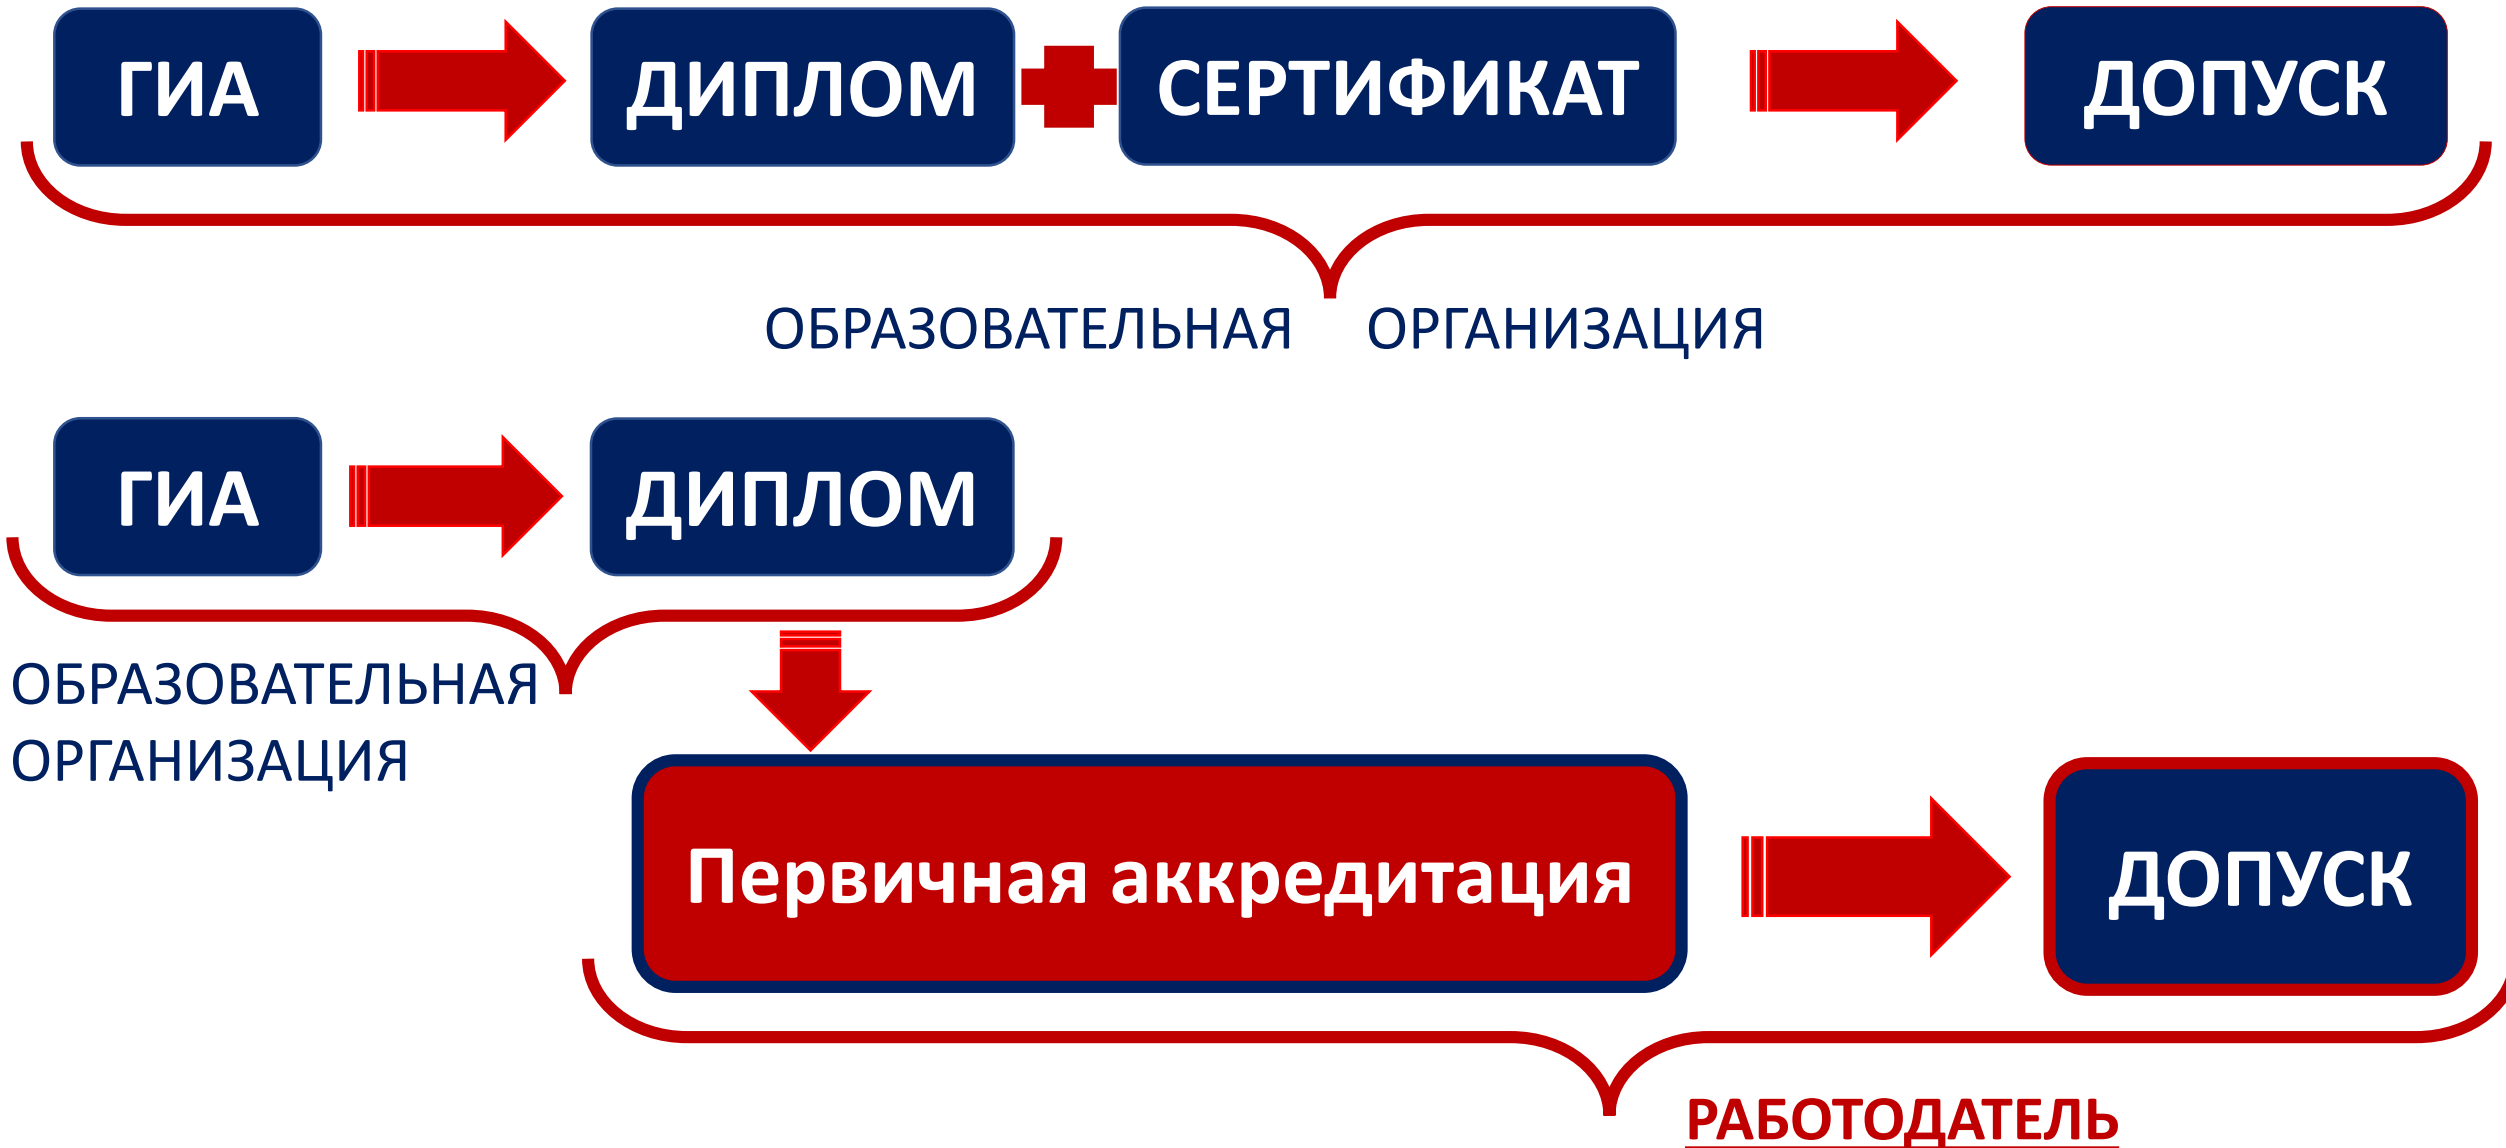 ГИА
ДИПЛОМ
СЕРТИФИКАТ
ДОПУСК
ОБРАЗОВАТЕЛЬНАЯ ОРГАНИЗАЦИЯ
ГИА
ДИПЛОМ
ОБРАЗОВАТЕЛЬНАЯ
ОРГАНИЗАЦИЯ
Первичная аккредитация
ДОПУСК
РАБОТОДАТЕЛЬ